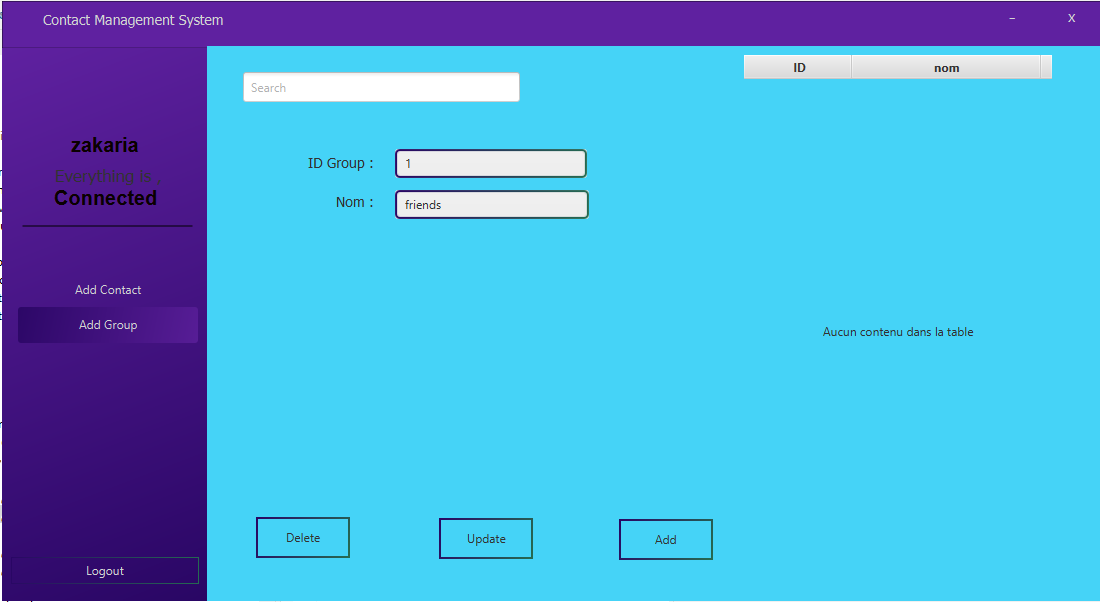 Contact Management System
– X
zakaria
Everything is ,
Connected
Add Contact
Add Group
Logout
Search
ID Group :
1
Nom :
friends
ID nom
Aucun contenu dans la table
Delete
Update
Add